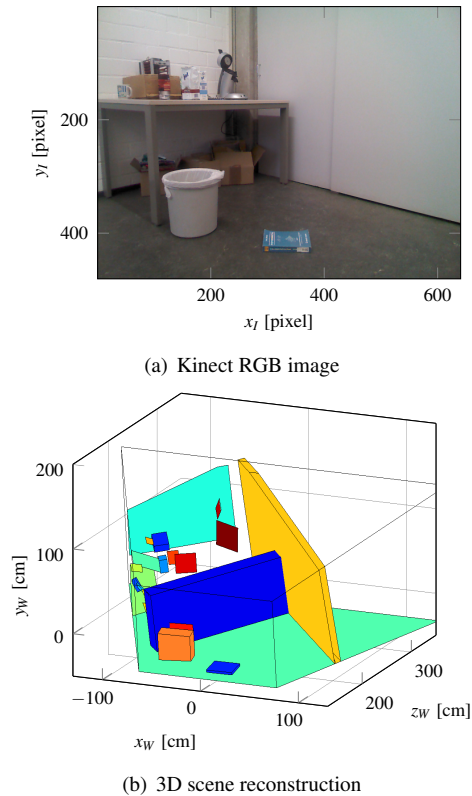 200
400
y_I [pixel]
200
400
600
x_I [pixel]
(a) Kinect RGB image
200
100
0
y_W [cm]
−100
0
100
x_W [cm]
200
300
z_W [cm]
(b) 3D scene reconstruction